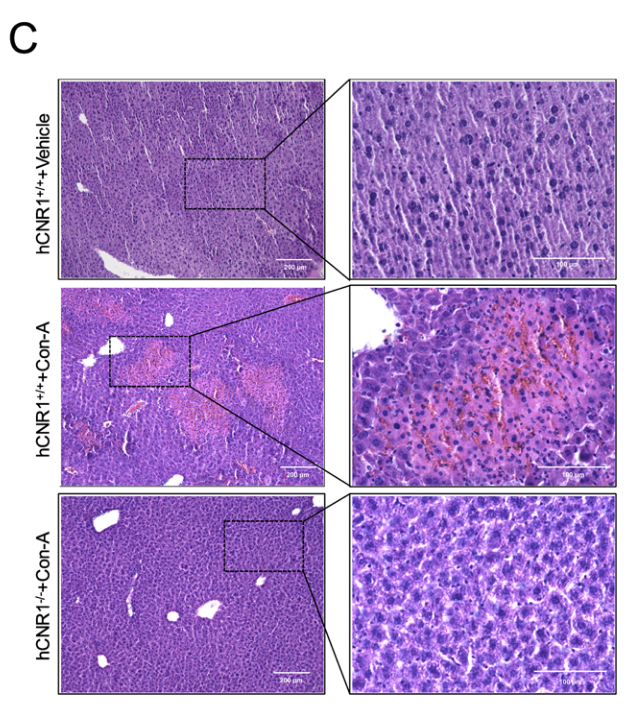 C
hCNR1+/++Vehicle
200 μm
100 μm
hCNR1+/++Con-A
200 μm
100 μm
hCNR1-/-+Con-A
200 μm
100 μm